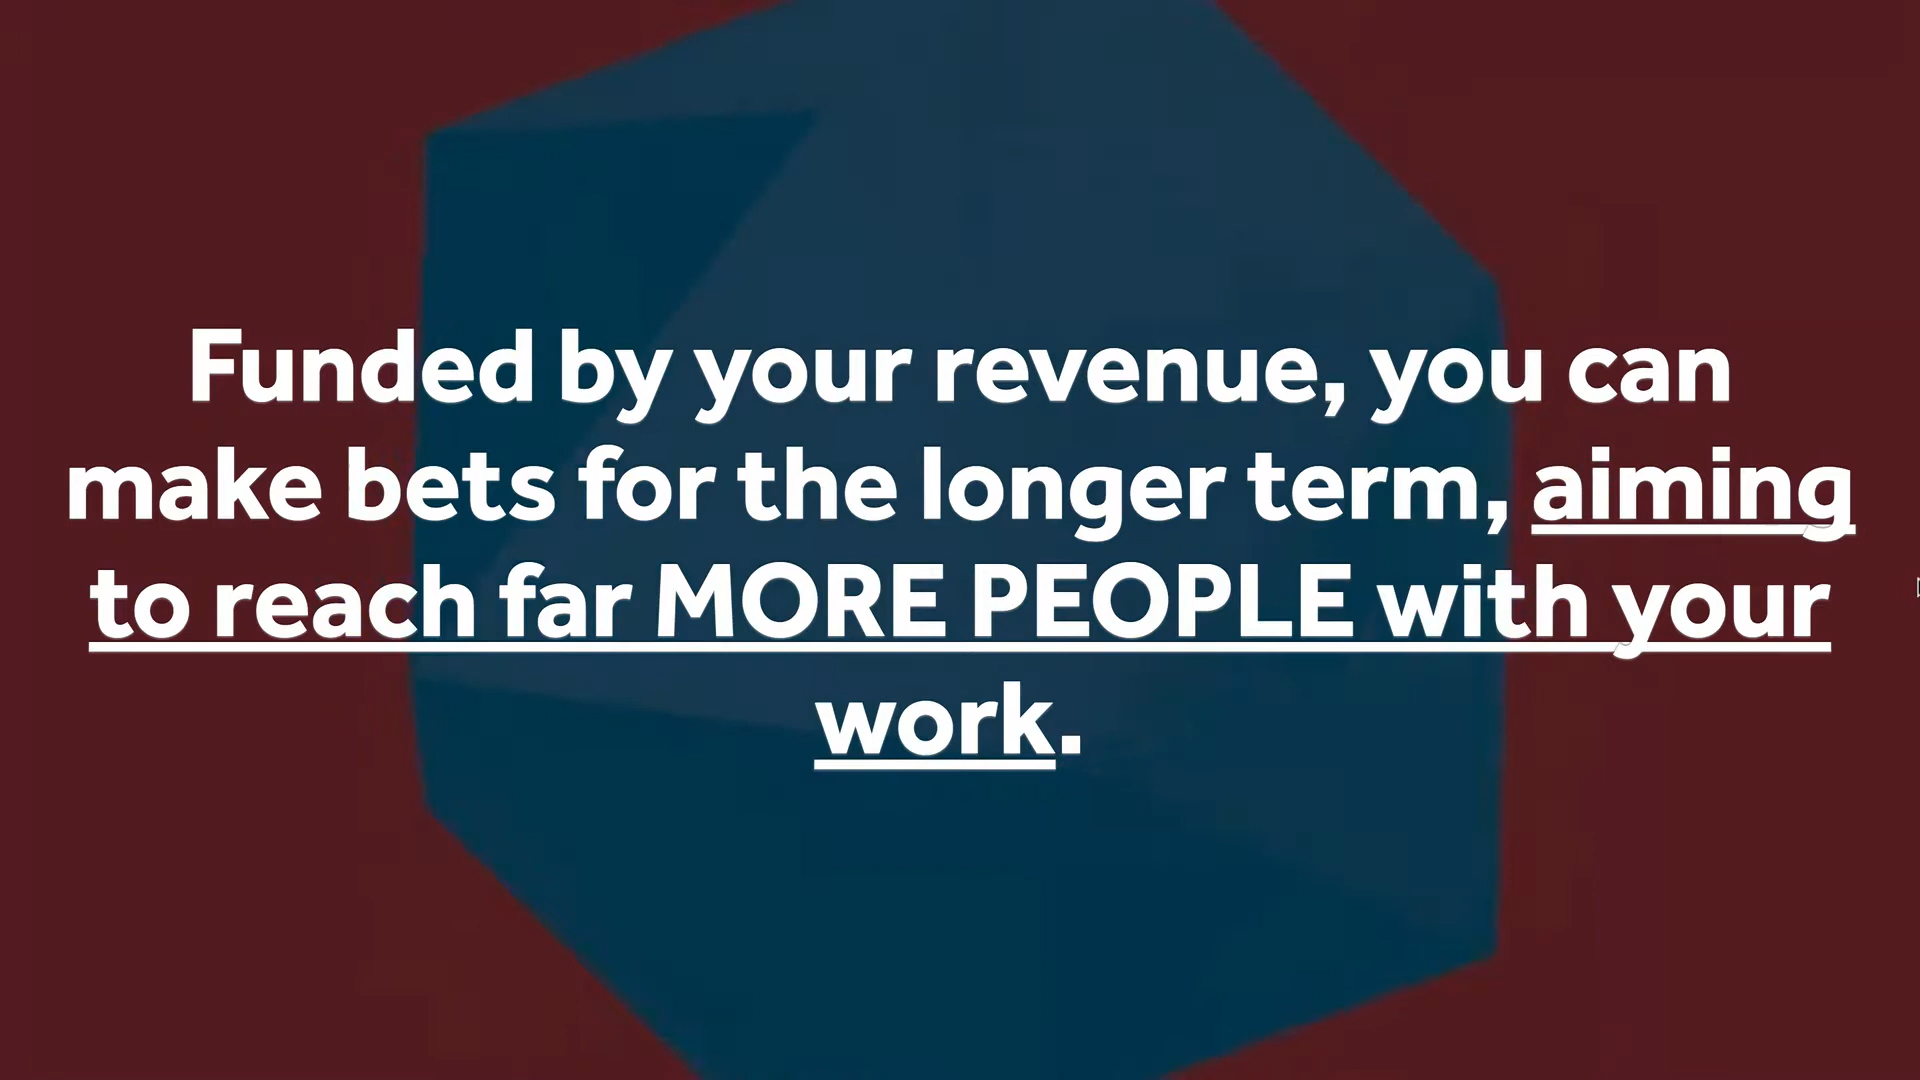 Funded by your revenue, you can
make bets for the longer term, aiming
to reach far MORE PEOPLE with your
work.